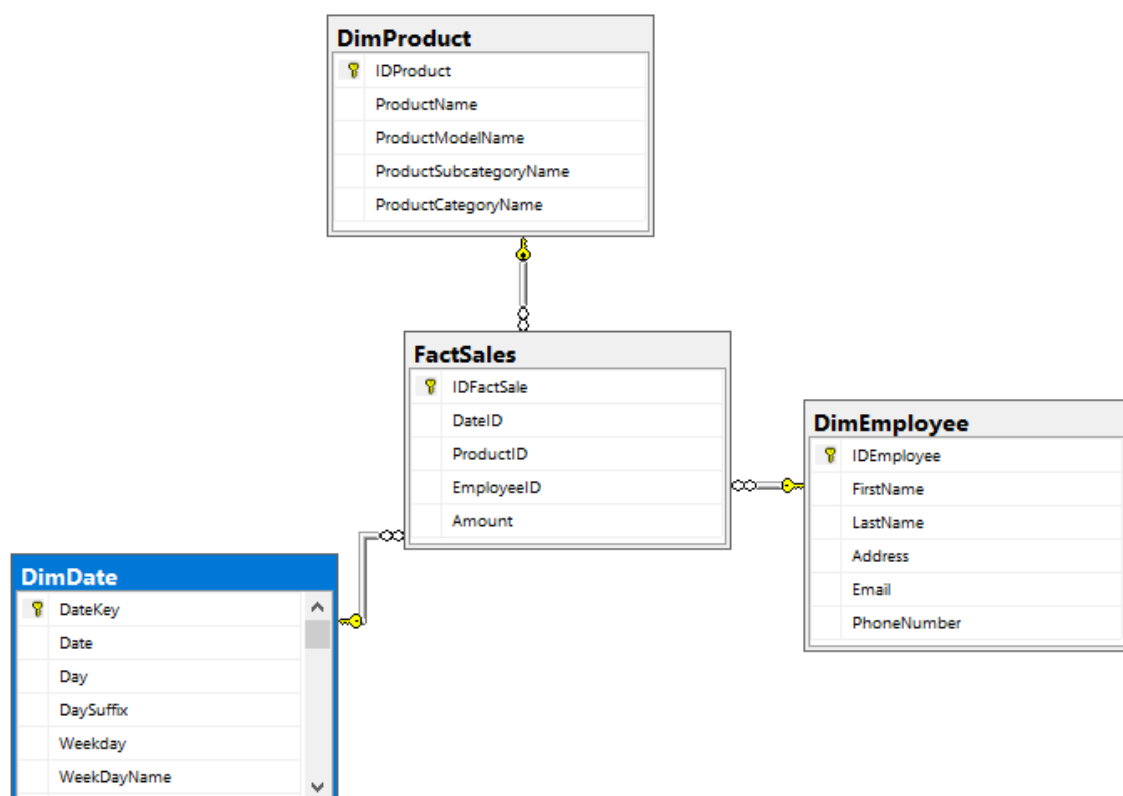 DimProduct
IDProduct
ProductName
ProductModelName
ProductSubcategoryName
ProductCategoryName
FactSales
IDFactSale
DateID
ProductID
EmployeeID
Amount
DimEmployee
IDEmployee
FirstName
LastName
Address
Email
PhoneNumber
DimDate
DateKey
Date
Day
DaySuffix
Weekday
WeekDayName